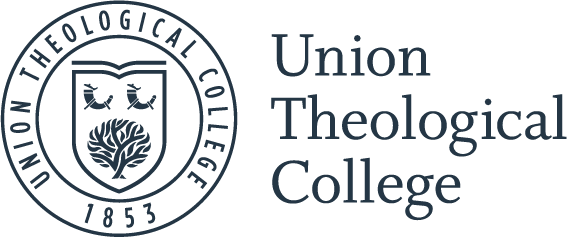 UNION THEOLOGICAL COLLEGE
1853
Union
Theological
College